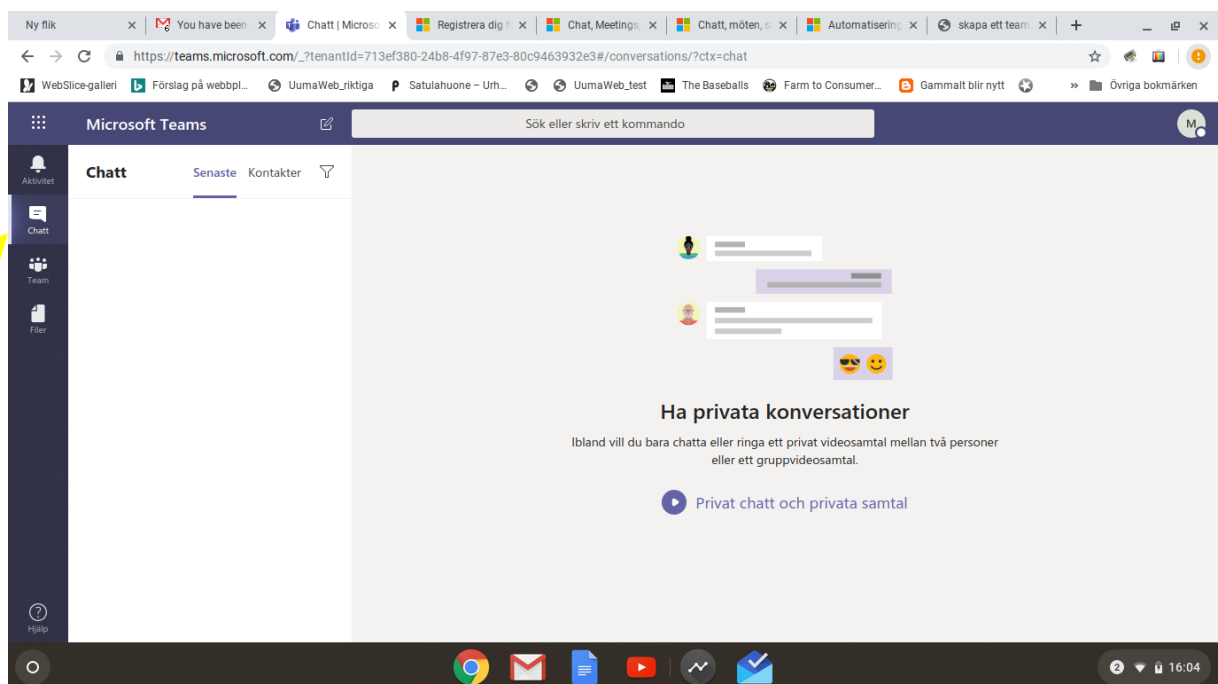 Ny flik
You have been
Chatt | Microso
Registrera dig f
Chat, Meetings,
Chatt, möten, s
Automatisering
skapa ett team
https://teams.microsoft.com/_?tenantId=713ef380-24b8-4f97-87e3-80c9463932e3#/conversations/?ctx=chat
WebSlice-galleri Förslag på webbpl... UumaWeb_riktiga Satulahuone – Urh... UumaWeb_test The Baseballs Farm to Consumer... Gammalt blir nytt » Övriga bokmärken
Microsoft Teams
Sök eller skriv ett kommando
M
Aktivitet
Chatt
Team
Filer
Hjälp
Chatt Senaste Kontakter
Ha privata konversationer
Ibland vill du bara chatta eller ringa ett privat videosamtal mellan två personer
eller ett gruppvideosamtal.
Privat chatt och privata samtal
2 16:04